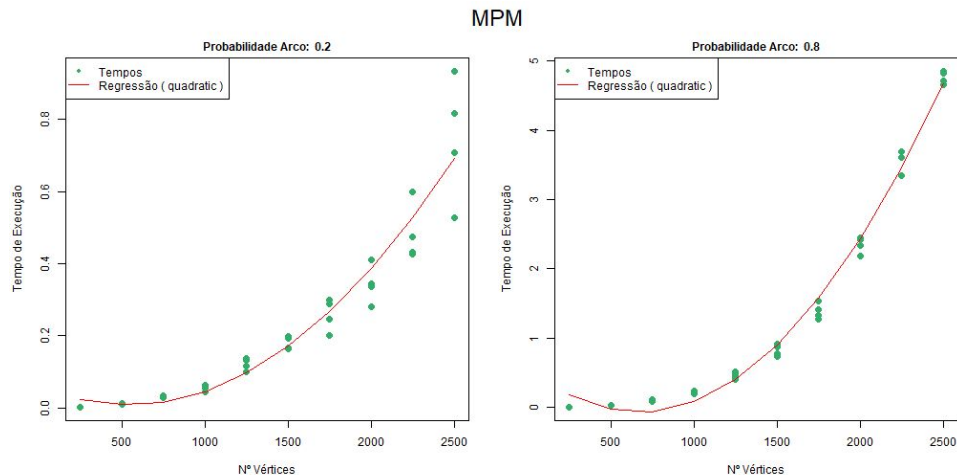 MPM
Probabilidade Arco: 0.2
Tempos
Regressão ( quadratic )
Tempo de Execução
0.0
0.2
0.4
0.6
0.8
500
1000
1500
2000
2500
Nº Vértices
Probabilidade Arco: 0.8
Tempos
Regressão ( quadratic )
Tempo de Execução
0
1
2
3
4
5
500
1000
1500
2000
2500
Nº Vértices